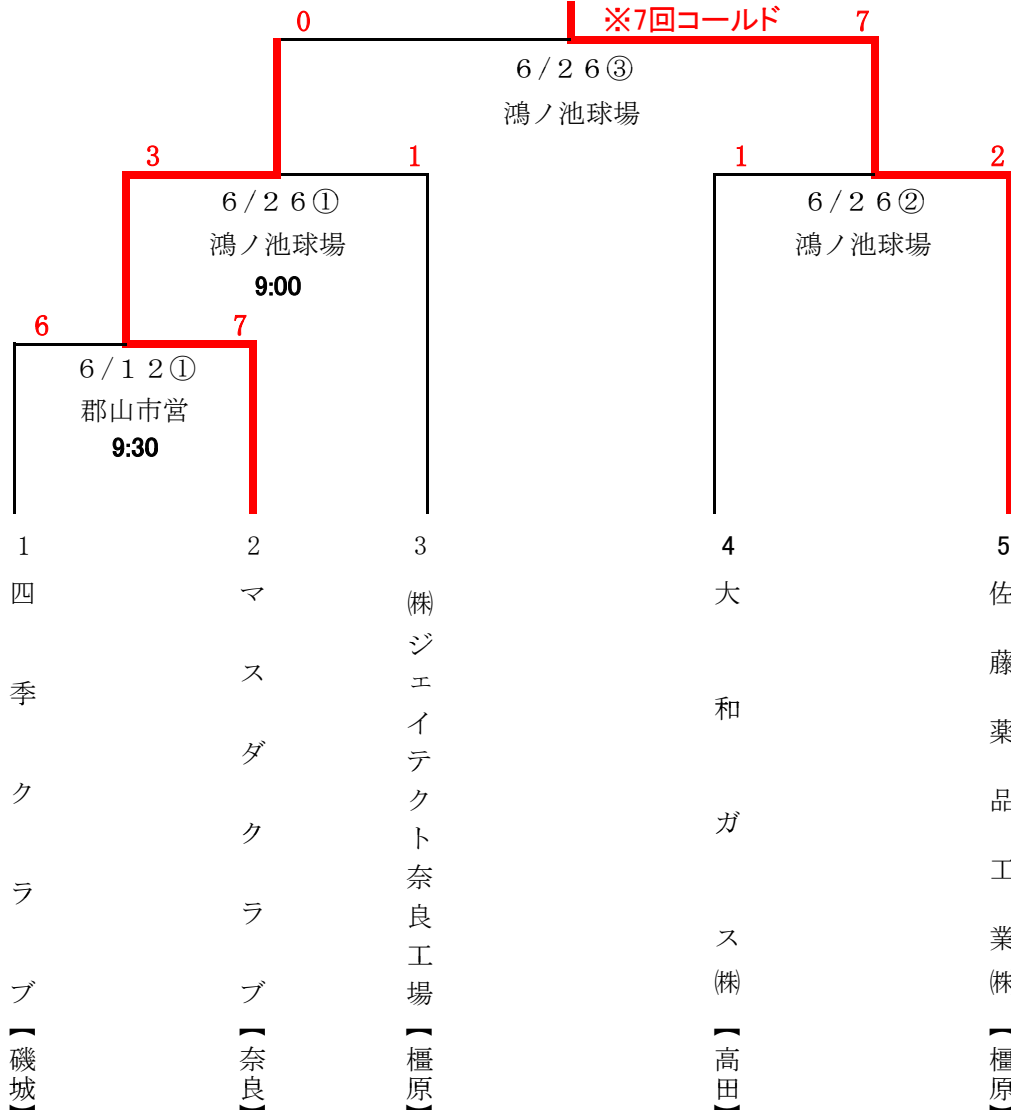 0
※7回コールド
7
6/26③
鴻ノ池球場
3
1
1
2
6/26①
鴻ノ池球場
9:00
6/26②
鴻ノ池球場
6
7
6/12①
郡山市営
9:30
1
四季クラブ【磯城】
2
マスダクラブ【奈良】
3
㈱ジェイテクト奈良工場【橿原】
4
大和ガス㈱【高田】
5
佐藤薬品工業㈱【橿原】